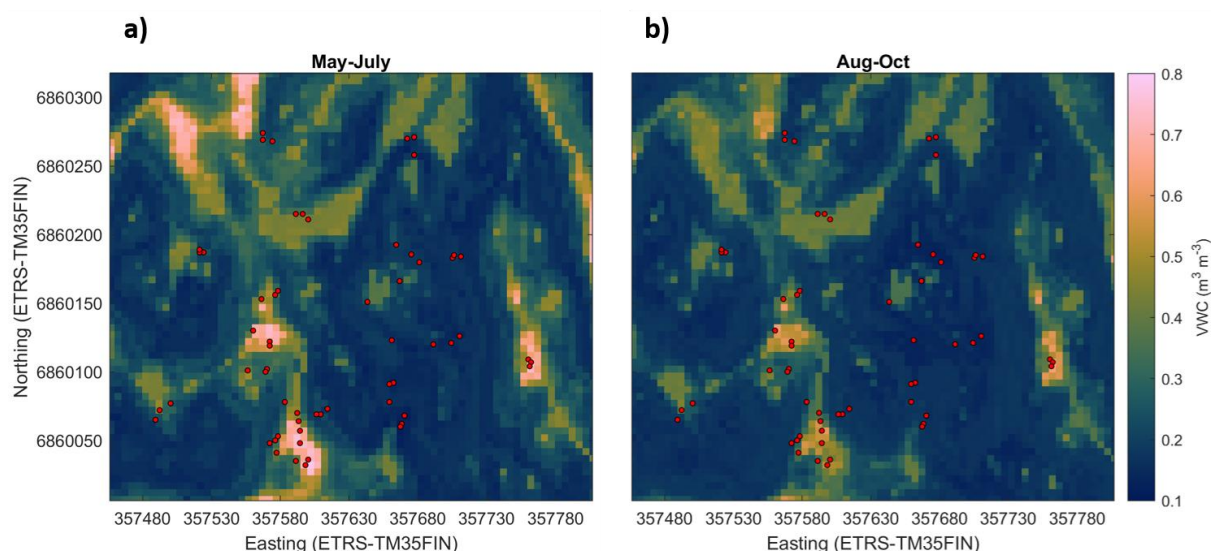 a)
b)
May-July
Aug-Oct
6860300
6860250
6860200
6860150
6860100
6860050
Northing (ETRS-TM35FIN)
357480 357530 357580 357630 357680 357730 357780
Easting (ETRS-TM35FIN)
357480 357530 357580 357630 357680 357730 357780
Easting (ETRS-TM35FIN)
0.8
0.7
0.6
0.5
0.4
0.3
0.2
0.1
VWC (m³ m⁻³)